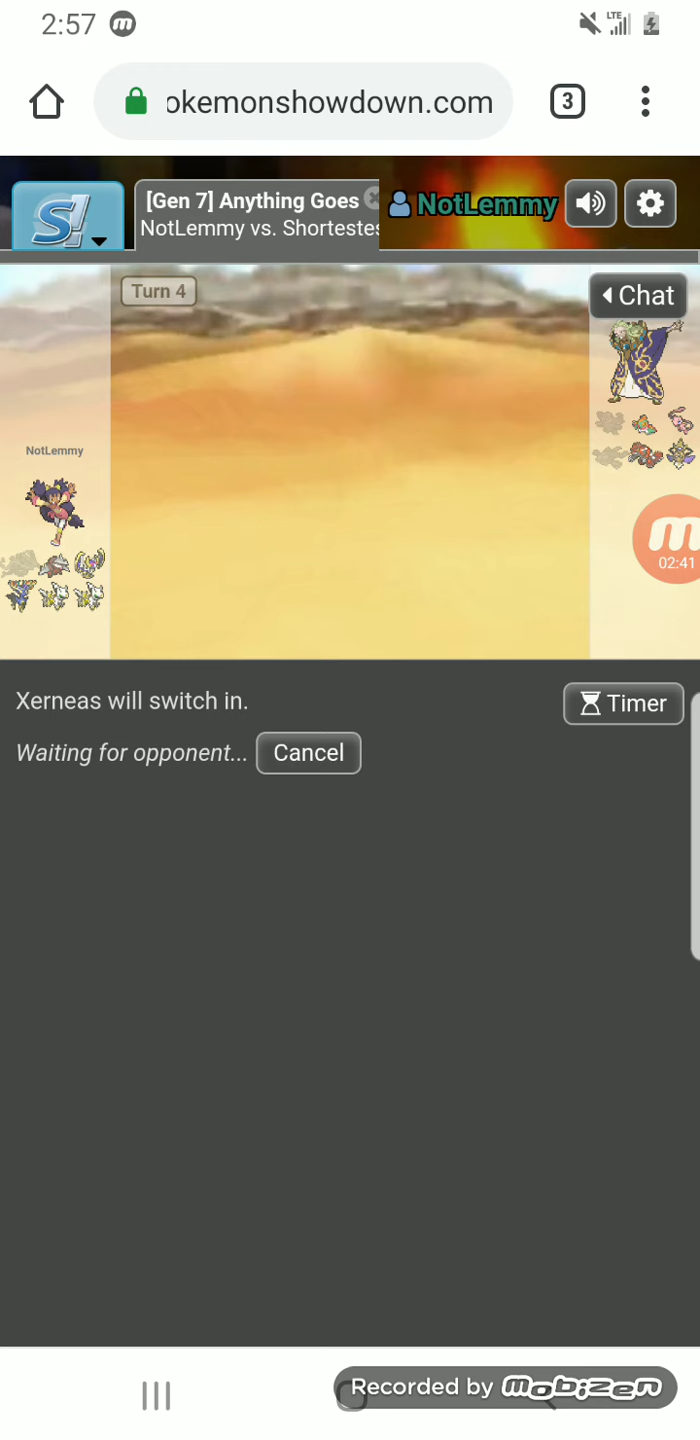 2:57 m LTE
okemonshowdown.com 3
S!
[Gen 7] Anything Goes
NotLemmy vs. Shortestes
NotLemmy
Turn 4
Chat
NotLemmy
m
02:41
Xerneas will switch in.
Timer
Waiting for opponent... Cancel
Recorded by mobizen